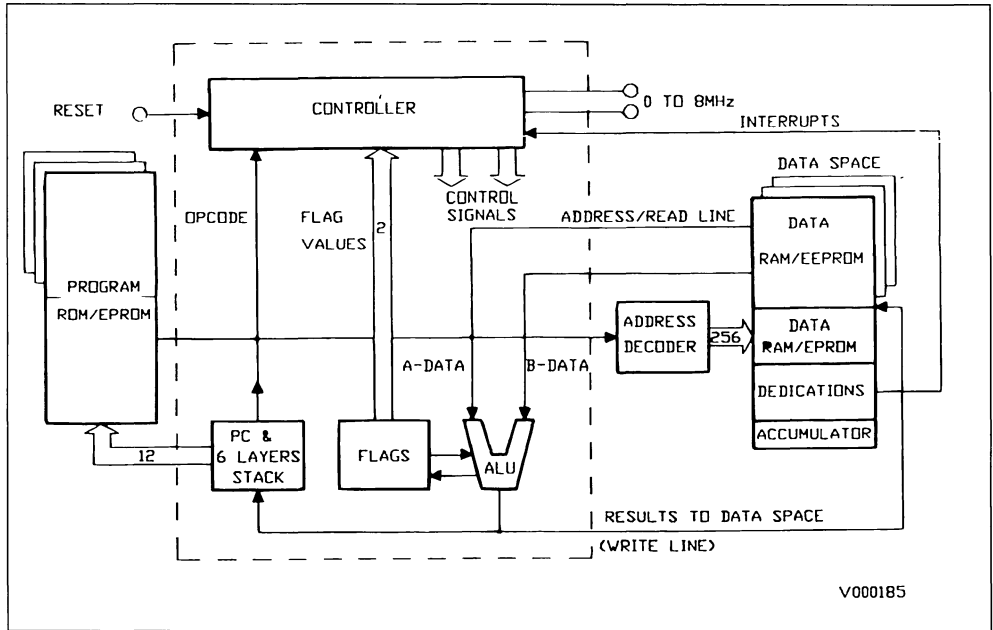 CONTROLLER
RESET
0 TO 8MHz
INTERRUPTS
DATA SPACE
OPCODE
FLAG
VALUES
2
CONTROL
SIGNALS
ADDRESS/READ LINE
DATA
RAM/EEPROM
PROGRAM
ROM/EPROM
ADDRESS
DECODER
256
DATA
RAM/EPROM
A-DATA
B-DATA
DEDICATIONS
ACCUMULATOR
12
PC &
6 LAYERS
STACK
FLAGS
ALU
RESULTS TO DATA SPACE
(WRITE LINE)
V000185